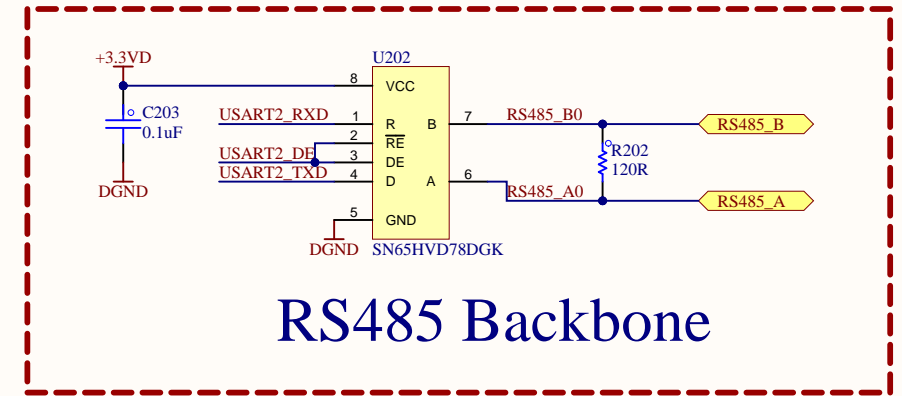 +3.3VD
C203
0.1uF
DGND
U202
8 VCC
USART2_RXD 1 R B 7 RS485_B0 RS485_B
2 RE
USART2_DE 3 DE
USART2_TXD 4 D A 6 RS485_A0 RS485_A
R202
120R
5 GND
DGND
SN65HVD78DGK
RS485 Backbone